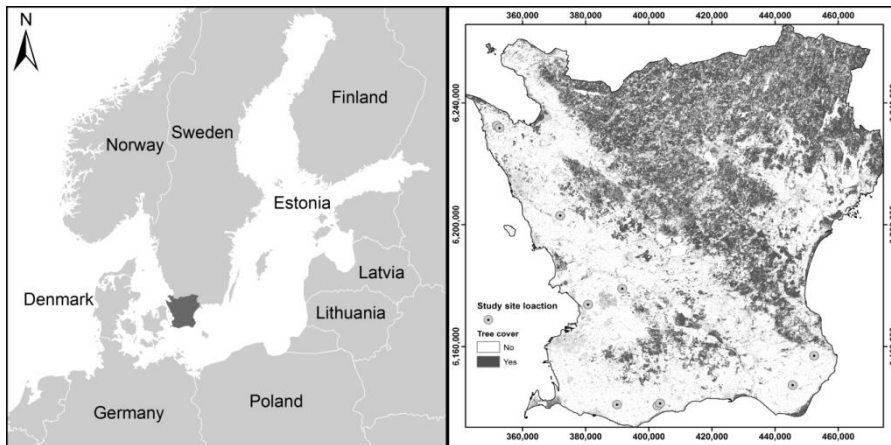 N
Finland
Norway
Sweden
Estonia
Latvia
Denmark
Lithuania
Poland
Germany
360,000 380,000 400,000 420,000 440,000 460,000
6,240,000
6,200,000
6,160,000
Study site loaction
Tree cover
No
Yes
360,000 380,000 400,000 420,000 440,000 460,000